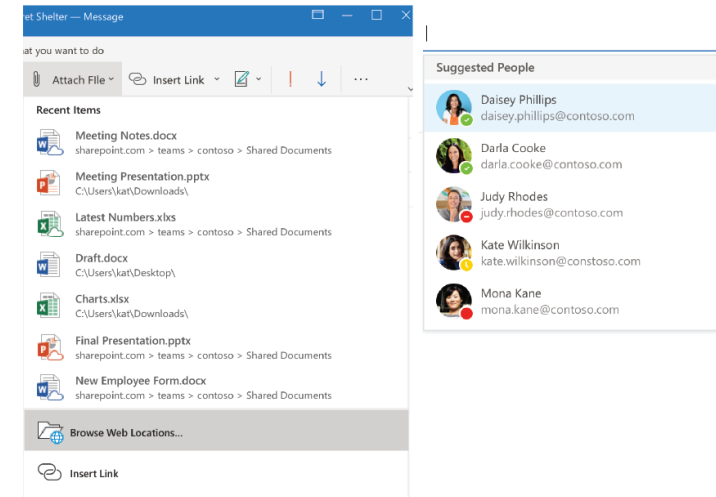 ret Shelter — Message
at you want to do
Attach FIle
Insert Link
...
Recent Items
Meeting Notes.docx
sharepoint.com > teams > contoso > Shared Documents
Meeting Presentation.pptx
C:\Users\kat\Downloads\
Latest Numbers.xlxs
sharepoint.com > teams > contoso > Shared Documents
Draft.docx
C:\Users\kat\Desktop\
Charts.xlsx
C:\Users\kat\Downloads\
Final Presentation.pptx
sharepoint.com > teams > contoso > Shared Documents
New Employee Form.docx
sharepoint.com > teams > contoso > Shared Documents
Browse Web Locations...
Insert Link
Suggested People
Daisey Phillips
daisey.phillips@contoso.com
Darla Cooke
darla.cooke@contoso.com
Judy Rhodes
judy.rhodes@contoso.com
Kate Wilkinson
kate.wilkinson@constoso.com
Mona Kane
mona.kane@contoso.com